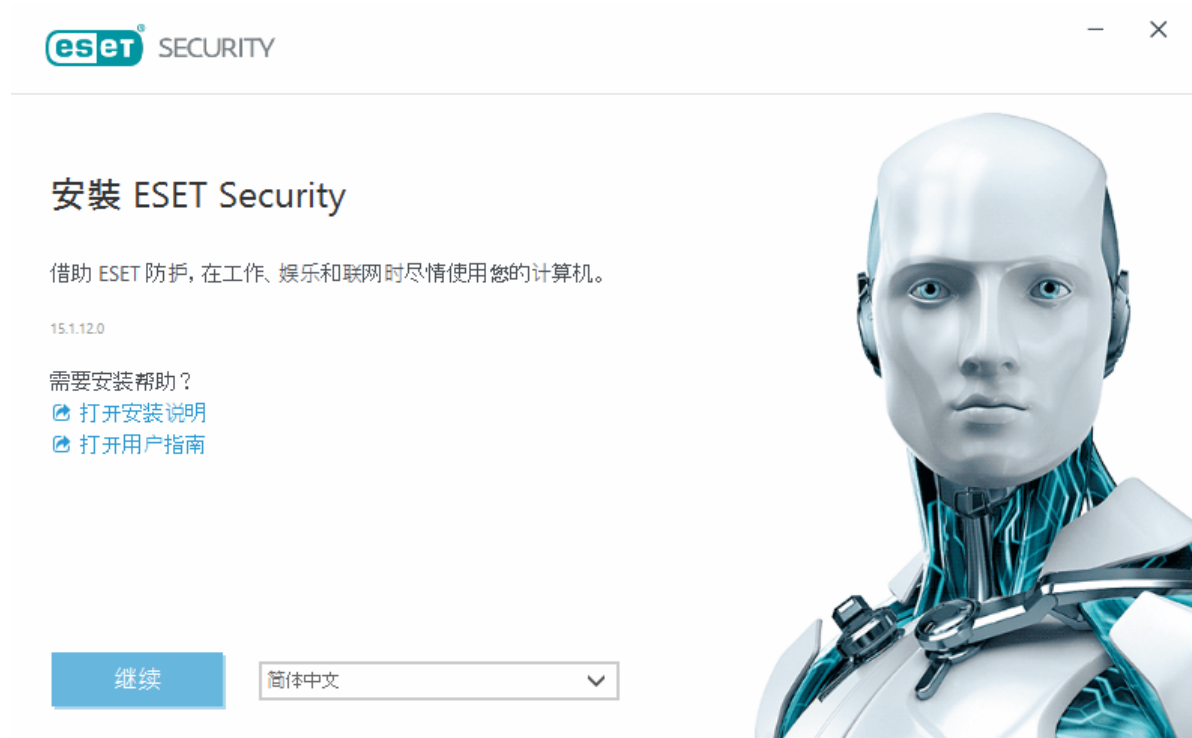 eset® SECURITY
安裝 ESET Security
借助 ESET 防护, 在工作、娱乐和联网时尽情使用您的计算机。
15.1.12.0
需要安装帮助？
打开安装说明
打开用户指南
继续
简体中文